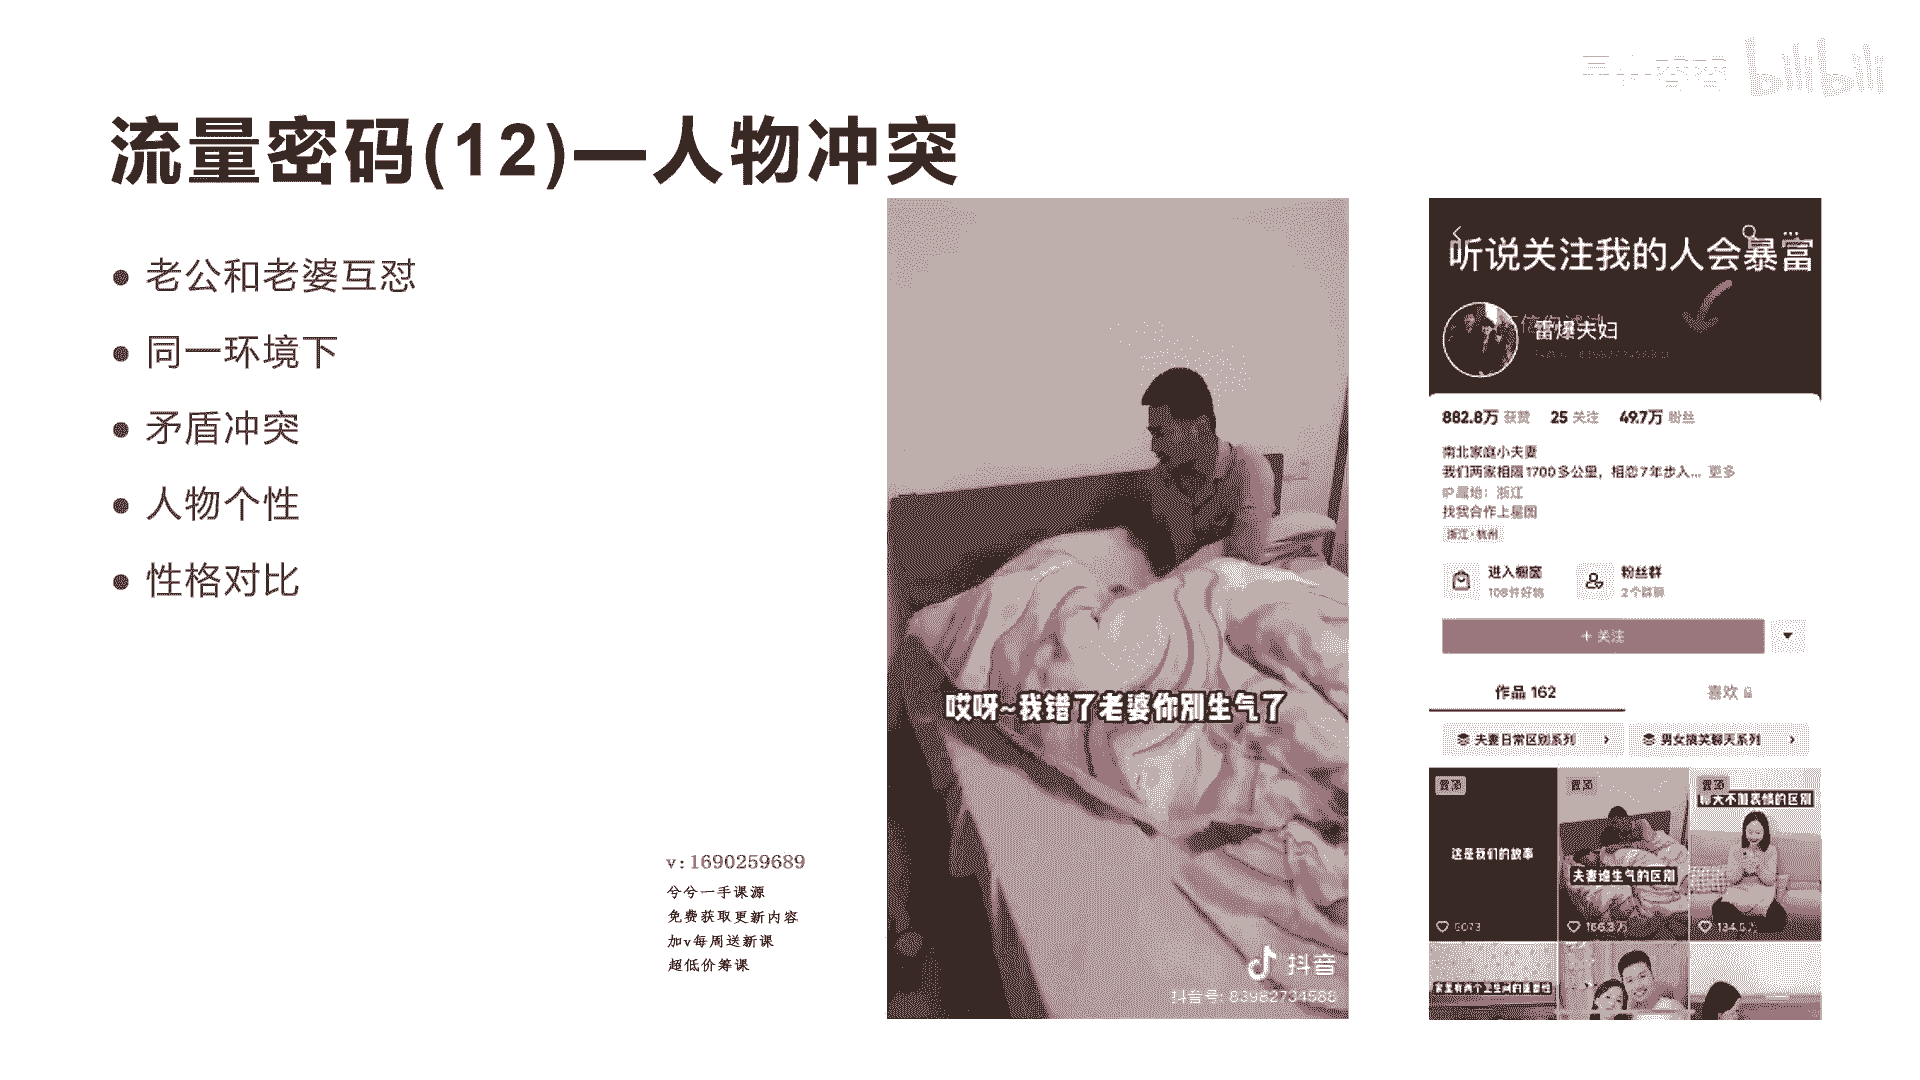 bilibili
流量密码(12)—人物冲突
老公和老婆互怼
同一环境下
矛盾冲突
人物个性
性格对比
v:1690259689
兮兮一手课源
免费获取更新内容
加v每周送新课
超低价筹课
哎呀~我错了老婆你别生气了
抖音
抖音号: 83982734588
听说关注我的人会暴富
雷爆夫妇
882.8万 获赞 25 关注 49.7万 粉丝
南北家庭小夫妻
我们两家相隔1700多公里，相恋7年步入... 更多
IP属地：浙江
找我合作上星图
浙江·杭州
进入橱窗
108件好物
粉丝群
2个群聊
+ 关注
作品 162
喜欢
夫妻日常区别系列
男女搞笑聊天系列
置顶
这是我们的故事
置顶
夫妻谁生气的区别
166.3万
置顶
聊天不加表情的区别
家里有两个卫生间的重要性